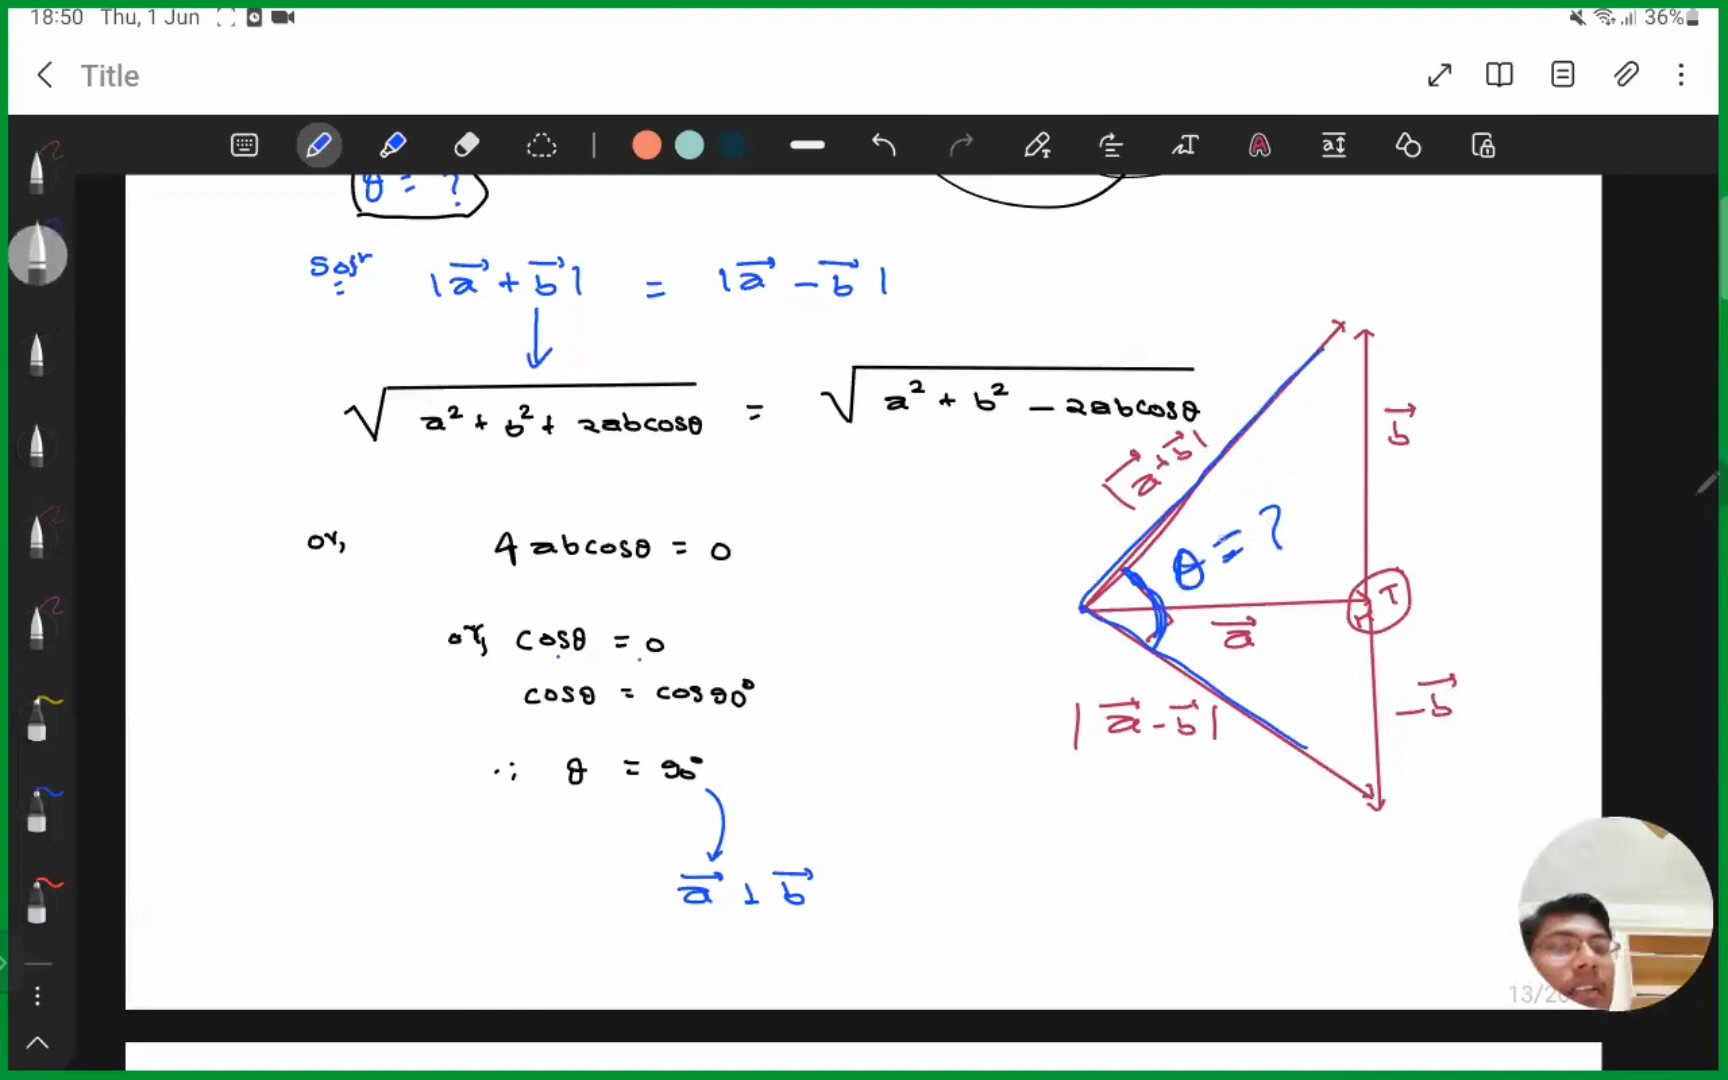 18:50 Thu, 1 Jun
36%
Title
θ = ?
Solⁿ |a⃗ + b⃗| = |a⃗ - b⃗|
√(a² + b² + 2abcosθ) = √(a² + b² - 2abcosθ)
|a⃗ + b⃗|
b⃗
θ = ?
or, 4abcosθ = 0
a⃗
or, cosθ = 0
cosθ = cos90°
|a⃗ - b⃗|
-b⃗
∴ θ = 90°
a⃗ ⊥ b⃗